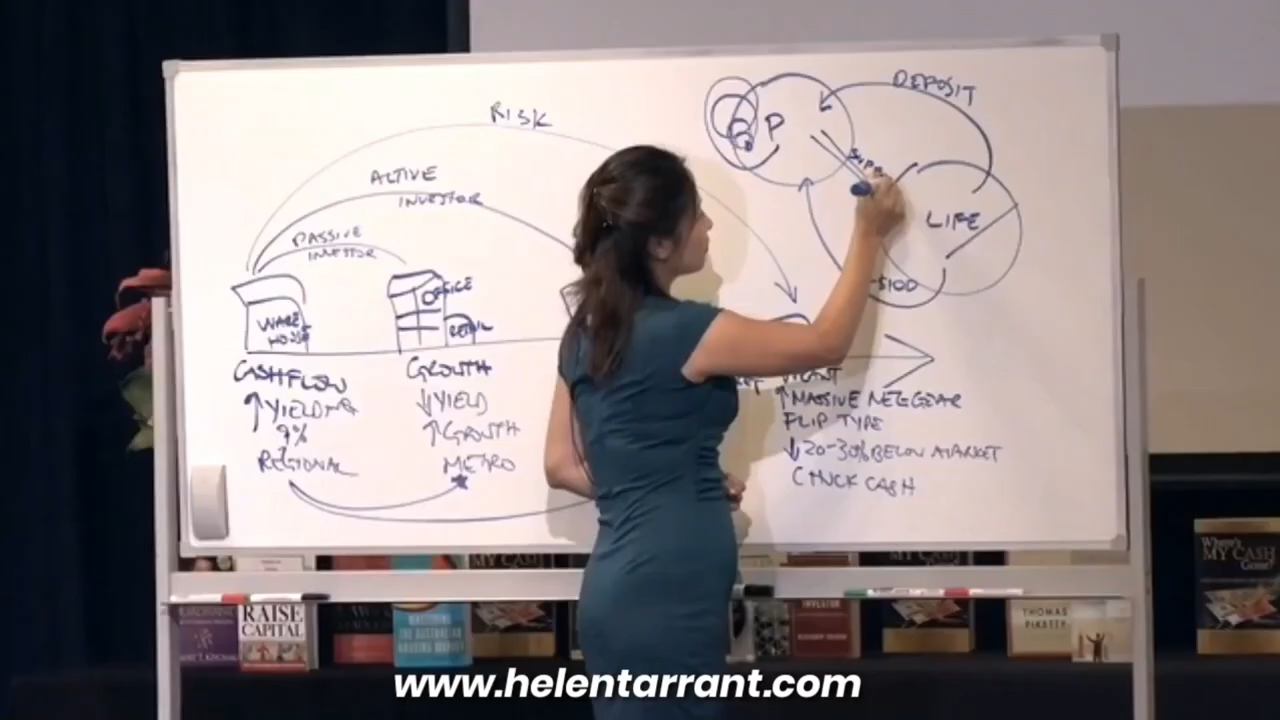 RISK
ACTIVE
INVESTOR
PASSIVE
INVESTOR
WARE
HOUSE
OFFICE
RETAIL
CASHFLOW
↑ YIELDING
9%
REGIONAL
GROWTH
↓ YIELD
↑ GROWTH
METRO
P
DEPOSIT
LIFE
$100
↑ MASSIVE NEG GEAR
FLIP TYPE
↓ 20-30% BELOW MARKET
CHUCK CASH
RAISE
CAPITAL
INVESTOR
THOMAS
PIKETTY
Where's
MY CASH
Gone?
www.helentarrant.com